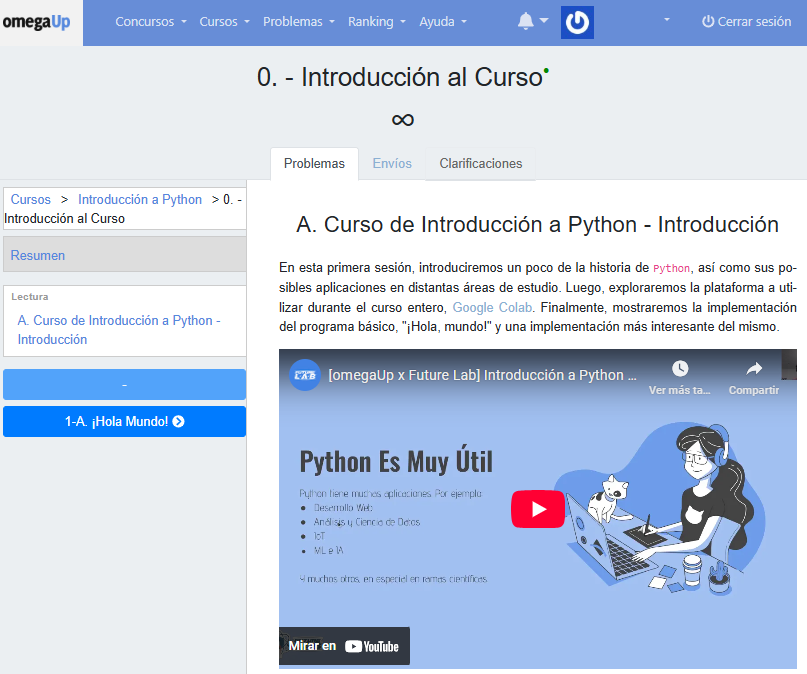 omegaUp Concursos Cursos Problemas Ranking Ayuda Cerrar sesión
0. - Introducción al Curso
∞
Problemas Envíos Clarificaciones
Cursos > Introducción a Python > 0. -
Introducción al Curso
Resumen
Lectura
A. Curso de Introducción a Python -
Introducción
-
1-A. ¡Hola Mundo!
A. Curso de Introducción a Python - Introducción
En esta primera sesión, introduciremos un poco de la historia de Python, así como sus po-
sibles aplicaciones en distantas áreas de estudio. Luego, exploraremos la plataforma a uti-
lizar durante el curso entero, Google Colab. Finalmente, mostraremos la implementación
del programa básico, "¡Hola, mundo!" y una implementación más interesante del mismo.
LAB
[omegaUp x Future Lab] Introducción a Python ...
Ver más ta... Compartir
Python Es Muy Útil
Python tiene muchas aplicaciones. Por ejemplo:
• Desarrollo Web
• Análisis y Ciencia de Datos
• IoT
• ML e IA
Y muchos otros, en especial en ramas científicas.
Mirar en YouTube